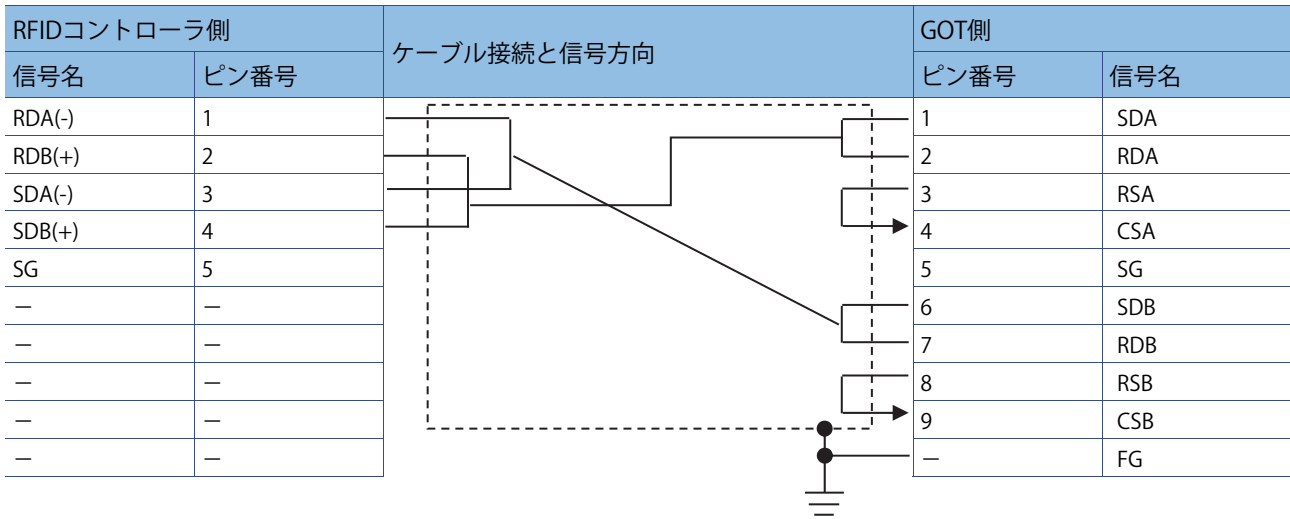 RFIDコントローラ側 ケーブル接続と信号方向 GOT側
信号名 ピン番号 ピン番号 信号名
RDA(-) 1 1 SDA
RDB(+) 2 2 RDA
SDA(-) 3 3 RSA
SDB(+) 4 4 CSA
SG 5 5 SG
－ － 6 SDB
－ － 7 RDB
－ － 8 RSB
－ － 9 CSB
－ － － FG